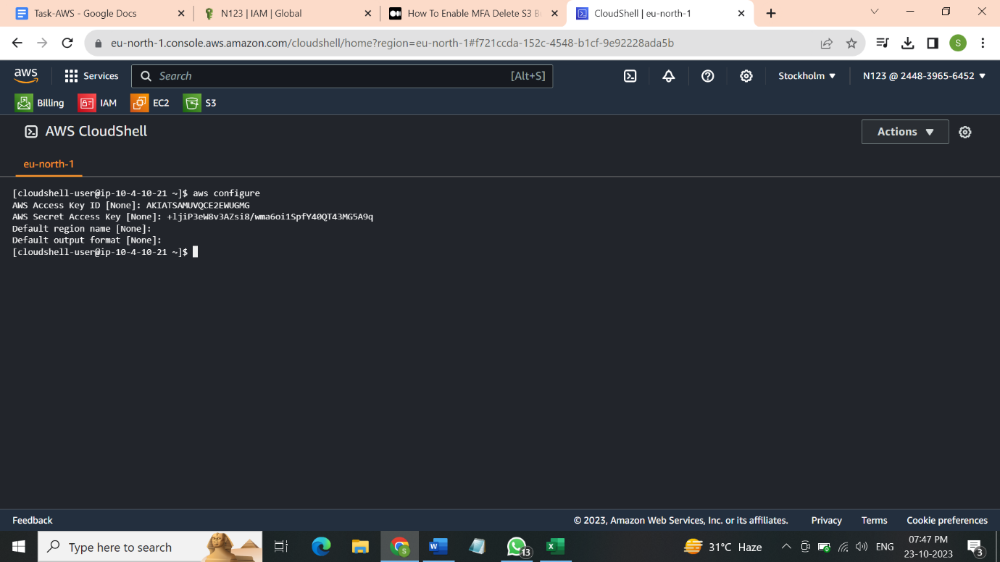 Task-AWS - Google Docs
N123 | IAM | Global
How To Enable MFA Delete S3 B
CloudShell | eu-north-1
eu-north-1.console.aws.amazon.com/cloudshell/home?region=eu-north-1#f721ccda-152c-4548-b1cf-9e92228ada5b
S
aws
Services
Search
[Alt+S]
Stockholm
N123 @ 2448-3965-6452
Billing
IAM
EC2
S3
AWS CloudShell
Actions
eu-north-1
[cloudshell-user@ip-10-4-10-21 ~]$ aws configure
AWS Access Key ID [None]: AKIATSAMUVQCE2EWUGMG
AWS Secret Access Key [None]: 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
Default region name [None]:
Default output format [None]:
[cloudshell-user@ip-10-4-10-21 ~]$
Feedback
© 2023, Amazon Web Services, Inc. or its affiliates.
Privacy
Terms
Cookie preferences
Type here to search
13
31°C Haze
ENG
07:47 PM
23-10-2023
3